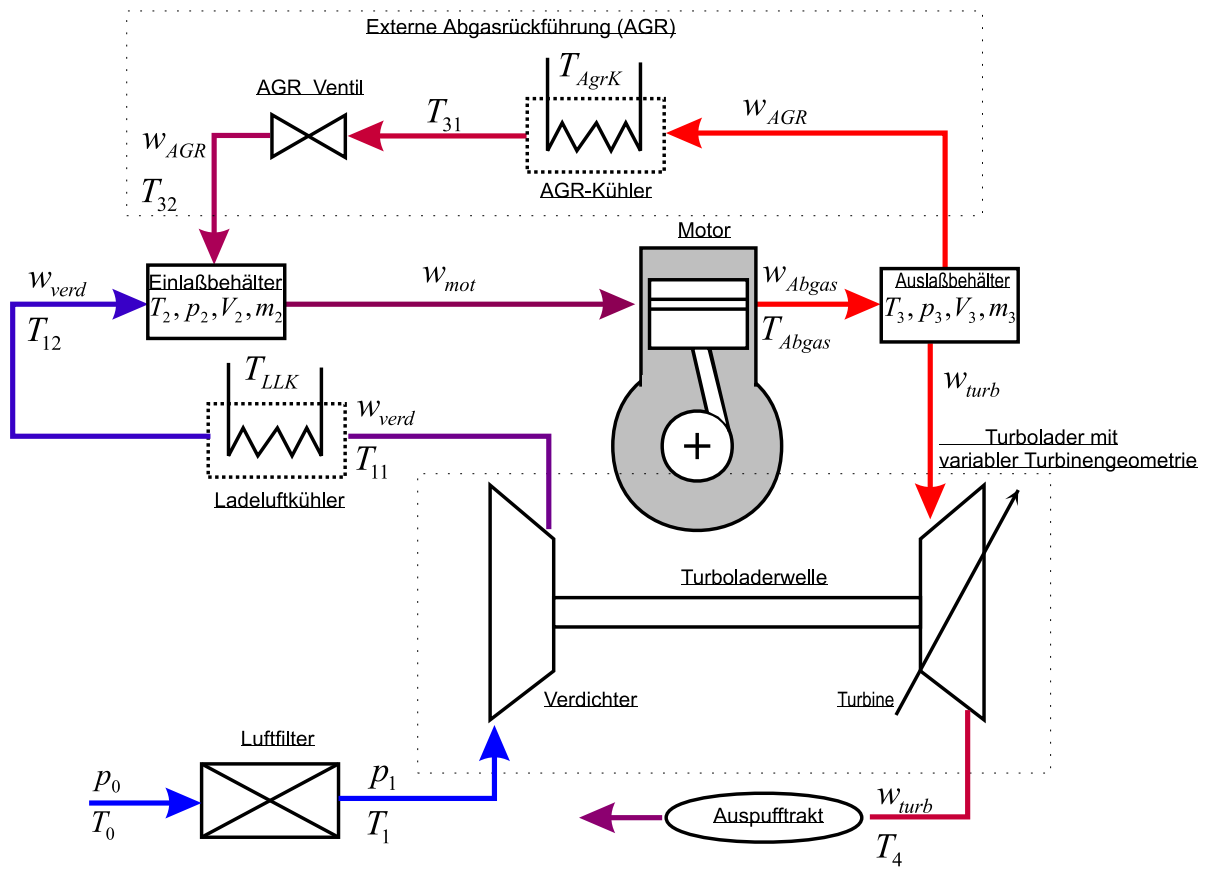 Externe Abgasrückführung (AGR)
T_AgrK
AGR Ventil
T_31
w_AGR
w_AGR
T_32
AGR-Kühler
Motor
w_verd
T_12
Einlaßbehälter
T_2, p_2, V_2, m_2
w_mot
w_Abgas
T_Abgas
Auslaßbehälter
T_3, p_3, V_3, m_3
T_LLK
w_verd
T_11
Ladeluftkühler
w_turb
Turbolader mit
variabler Turbinengeometrie
Turboladerwelle
Verdichter
Turbine
Luftfilter
p_0
T_0
p_1
T_1
Auspufftrakt
w_turb
T_4